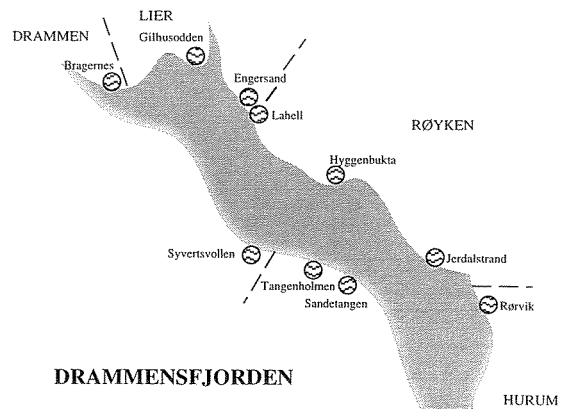 LIER
DRAMMEN
Gilhusodden
Bragernes
Engersand
Lahell
RØYKEN
Hyggenbukta
Syvertsvollen
Jerdalstrand
Tangenholmen
Sandetangen
Rørvik
DRAMMENSFJORDEN
HURUM